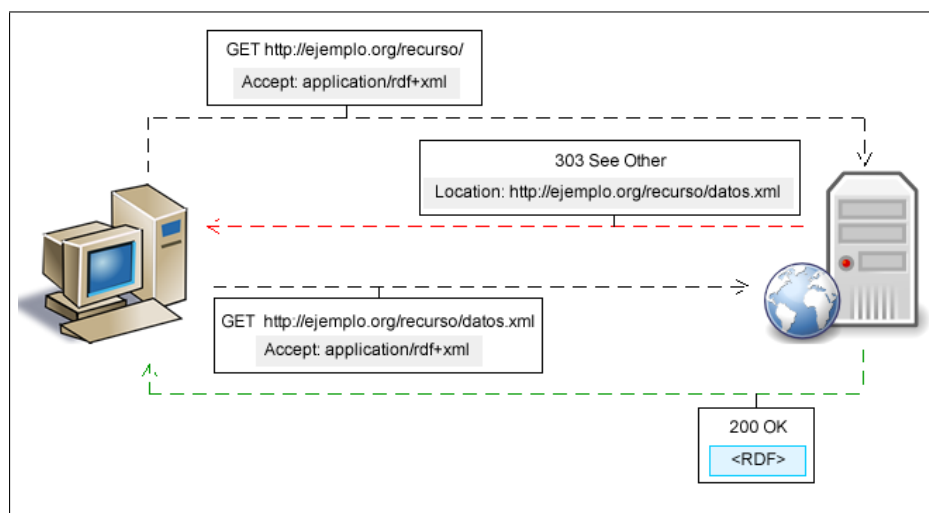 GET http://ejemplo.org/recurso/
Accept: application/rdf+xml
303 See Other
Location: http://ejemplo.org/recurso/datos.xml
GET http://ejemplo.org/recurso/datos.xml
Accept: application/rdf+xml
200 OK
<RDF>